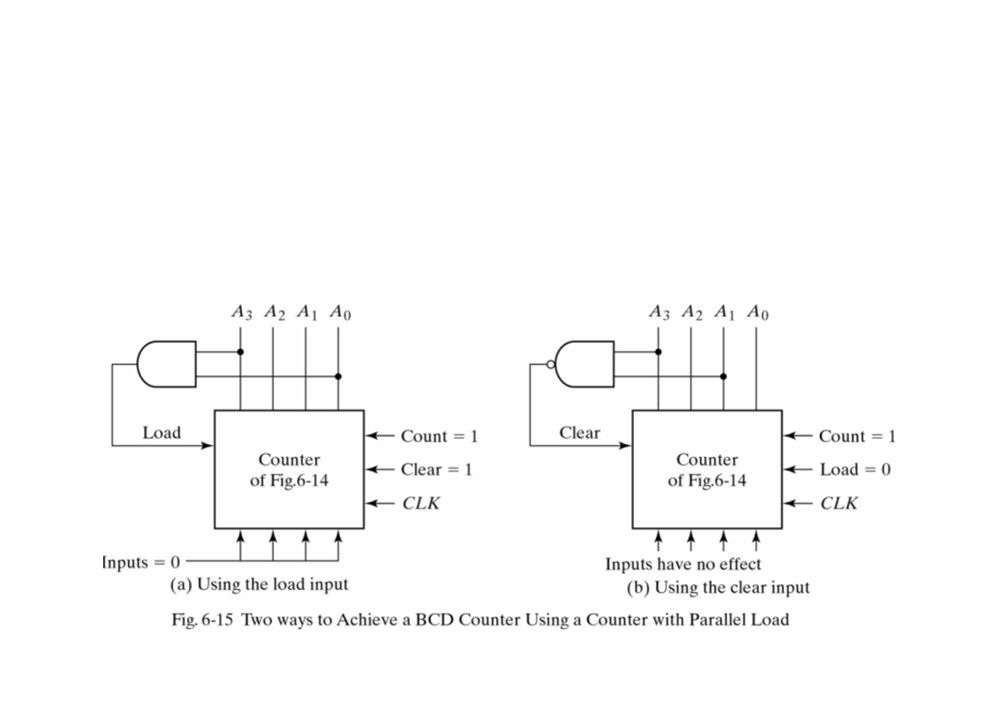 A3 A2 A1 A0
Load
Counter
of Fig.6-14
Count = 1
Clear = 1
CLK
Inputs = 0
(a) Using the load input
A3 A2 A1 A0
Clear
Counter
of Fig.6-14
Count = 1
Load = 0
CLK
Inputs have no effect
(b) Using the clear input
Fig. 6-15 Two ways to Achieve a BCD Counter Using a Counter with Parallel Load